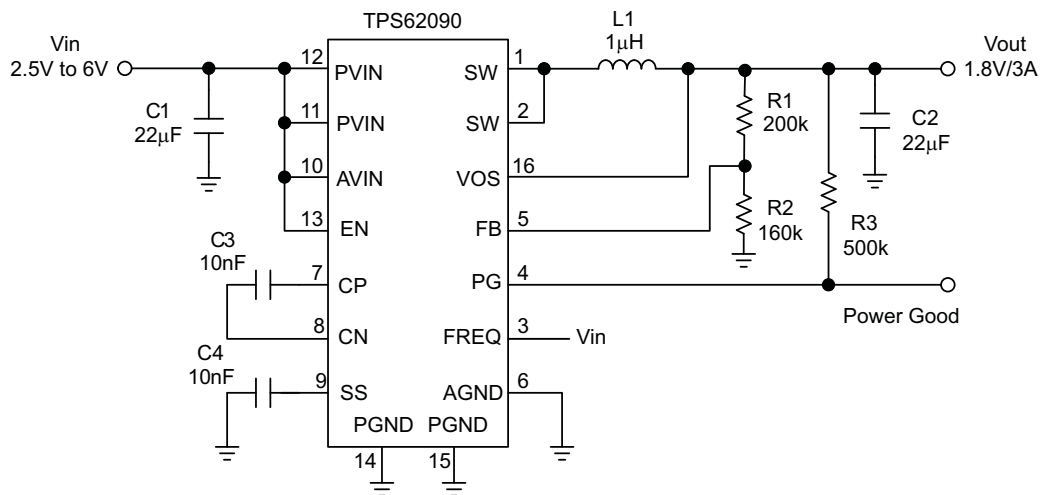 TPS62090
L1
1μH
Vin
2.5V to 6V
Vout
1.8V/3A
12
PVIN
SW
1
C1
22μF
11
PVIN
SW
2
R1
200k
C2
22μF
10
AVIN
VOS
16
13
EN
FB
5
R2
160k
R3
500k
C3
10nF
7
CP
PG
4
Power Good
8
CN
FREQ
3
Vin
C4
10nF
9
SS
AGND
6
PGND
PGND
14
15